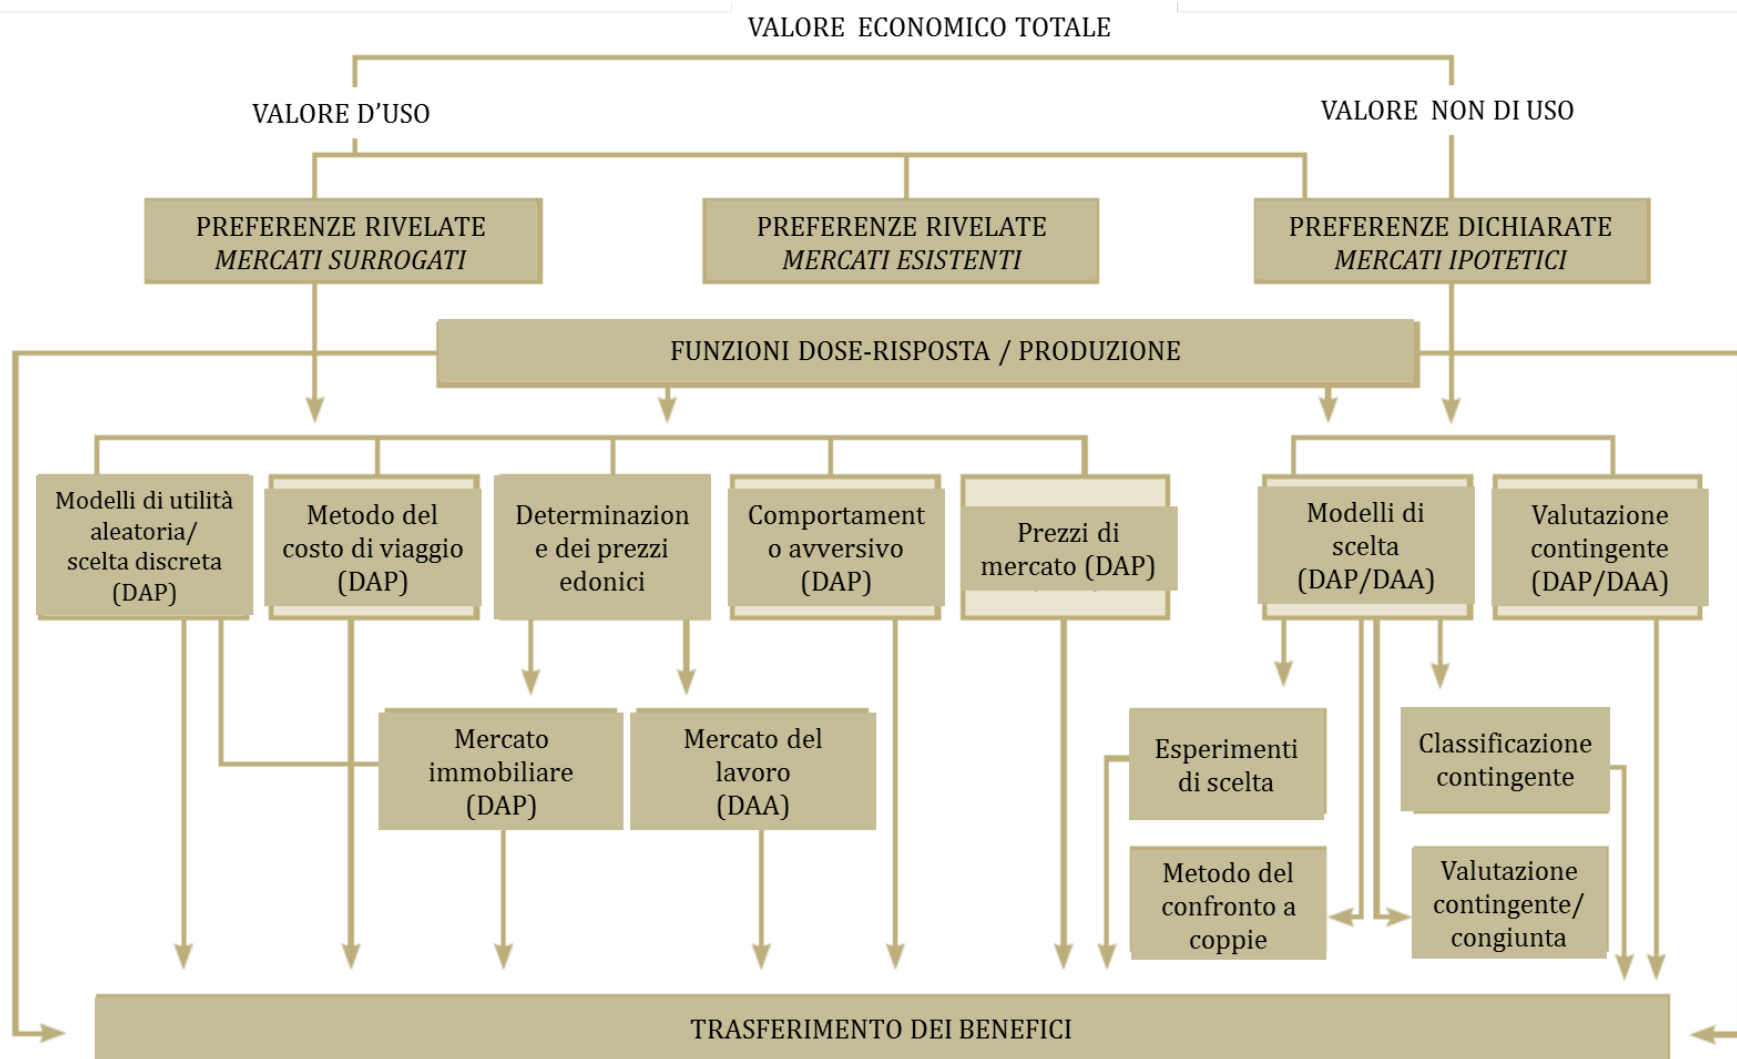 VALORE ECONOMICO TOTALE
VALORE D’USO
VALORE NON DI USO
PREFERENZE RIVELATE
MERCATI SURROGATI
PREFERENZE RIVELATE
MERCATI ESISTENTI
PREFERENZE DICHIARATE
MERCATI IPOTETICI
FUNZIONI DOSE-RISPOSTA / PRODUZIONE
Modelli di utilità
aleatoria/
scelta discreta
(DAP)
Metodo del
costo di viaggio
(DAP)
Determinazion
e dei prezzi
edonici
Comportament
o avversivo
(DAP)
Prezzi di
mercato (DAP)
Modelli di
scelta
(DAP/DAA)
Valutazione
contingente
(DAP/DAA)
Mercato
immobiliare
(DAP)
Mercato del
lavoro
(DAA)
Esperimenti
di scelta
Classificazione
contingente
Metodo del
confronto a
coppie
Valutazione
contingente/
congiunta
TRASFERIMENTO DEI BENEFICI